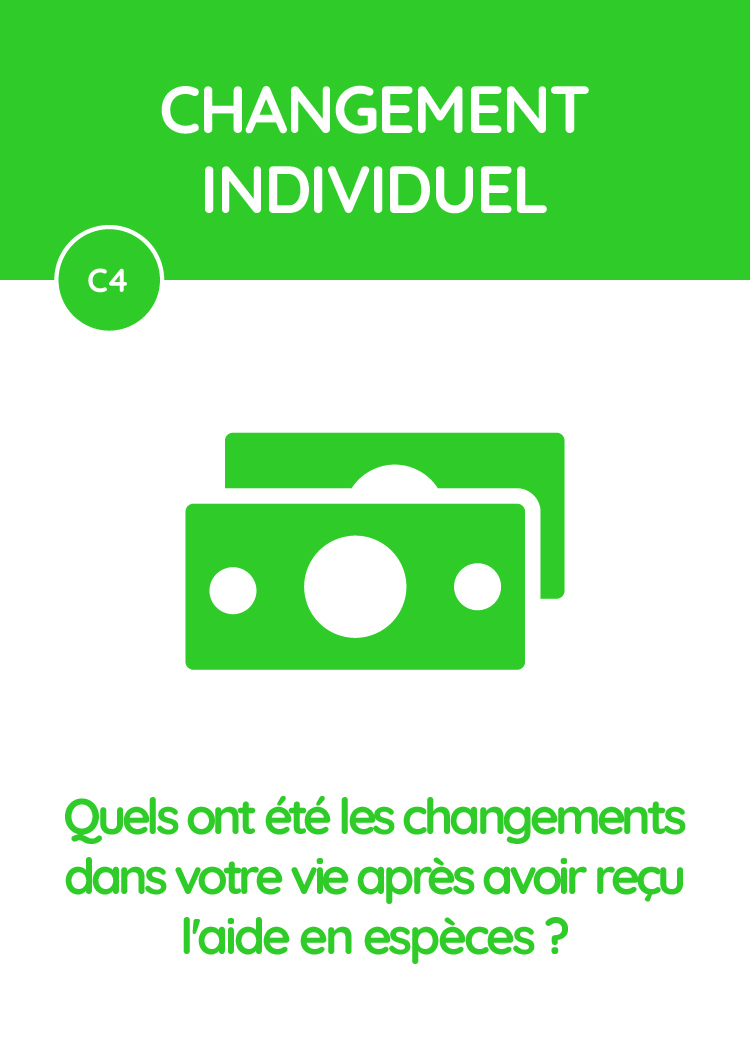 CHANGEMENT
INDIVIDUEL
C4
Quels ont été les changements
dans votre vie après avoir reçu
l'aide en espèces ?